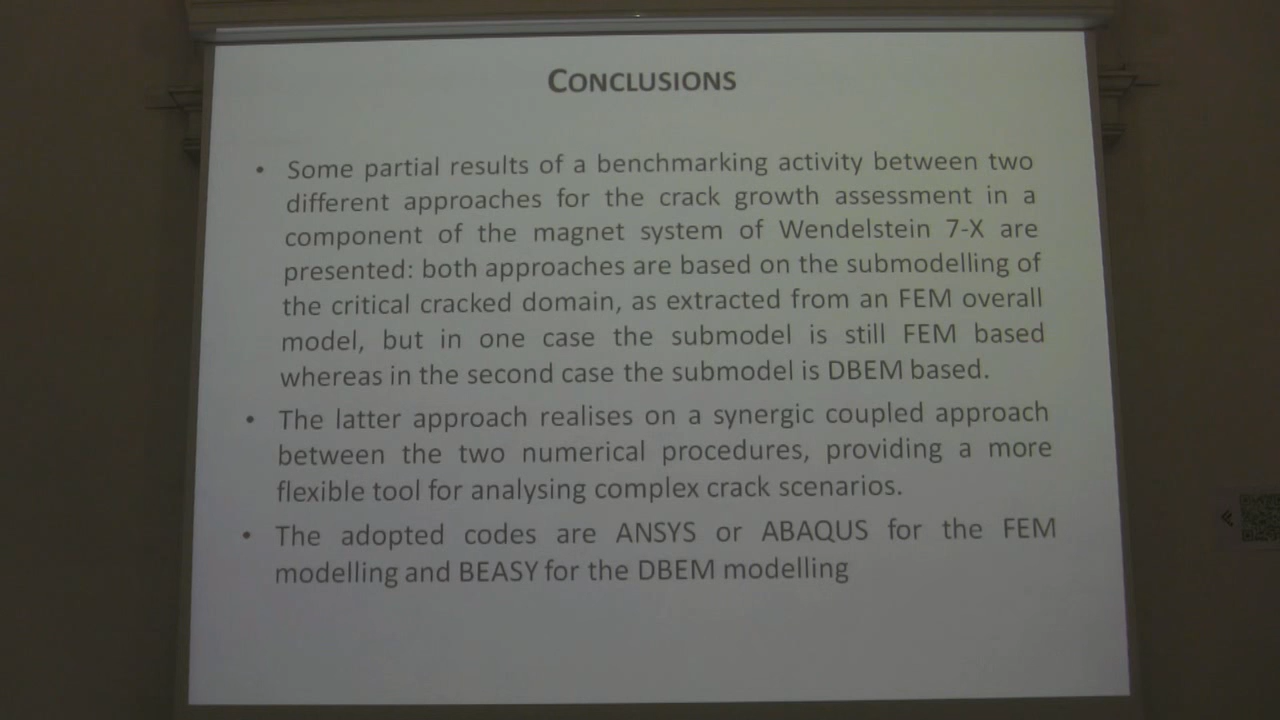 CONCLUSIONS
• Some partial results of a benchmarking activity between two
different approaches for the crack growth assessment in a
component of the magnet system of Wendelstein 7-X are
presented: both approaches are based on the submodelling of
the critical cracked domain, as extracted from an FEM overall
model, but in one case the submodel is still FEM based
whereas in the second case the submodel is DBEM based.
• The latter approach realises on a synergic coupled approach
between the two numerical procedures, providing a more
flexible tool for analysing complex crack scenarios.
• The adopted codes are ANSYS or ABAQUS for the FEM
modelling and BEASY for the DBEM modelling